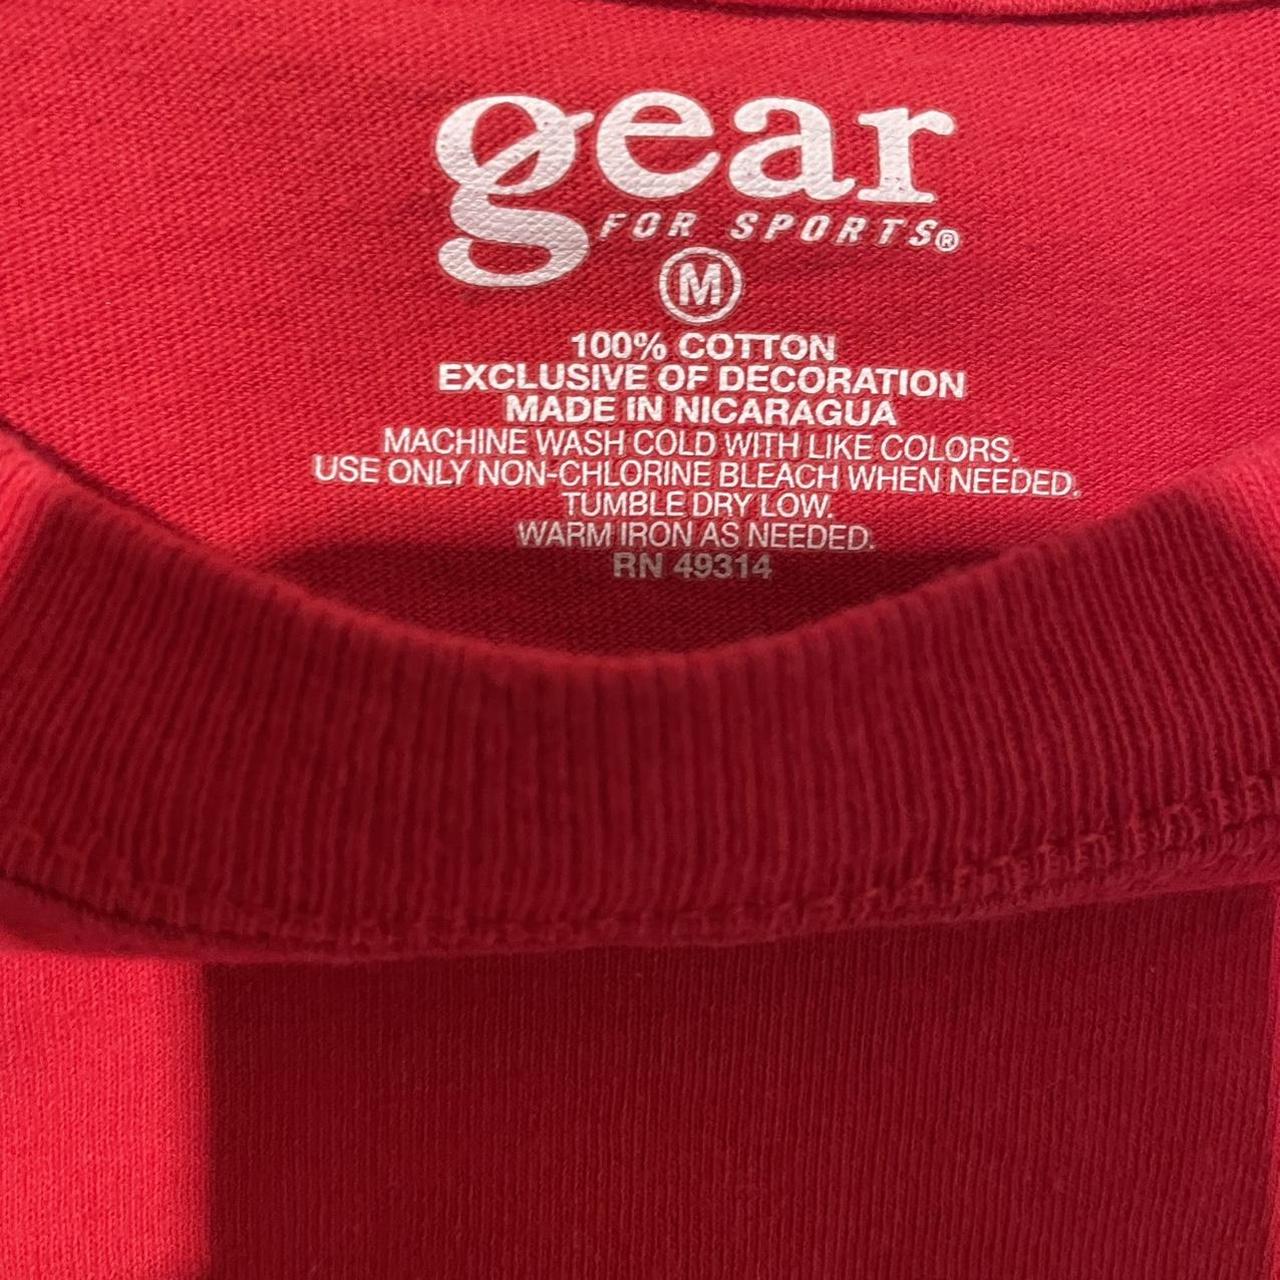 gear
FOR SPORTS®
M
100% COTTON
EXCLUSIVE OF DECORATION
MADE IN NICARAGUA
MACHINE WASH COLD WITH LIKE COLORS.
USE ONLY NON-CHLORINE BLEACH WHEN NEEDED.
TUMBLE DRY LOW.
WARM IRON AS NEEDED.
RN 49314